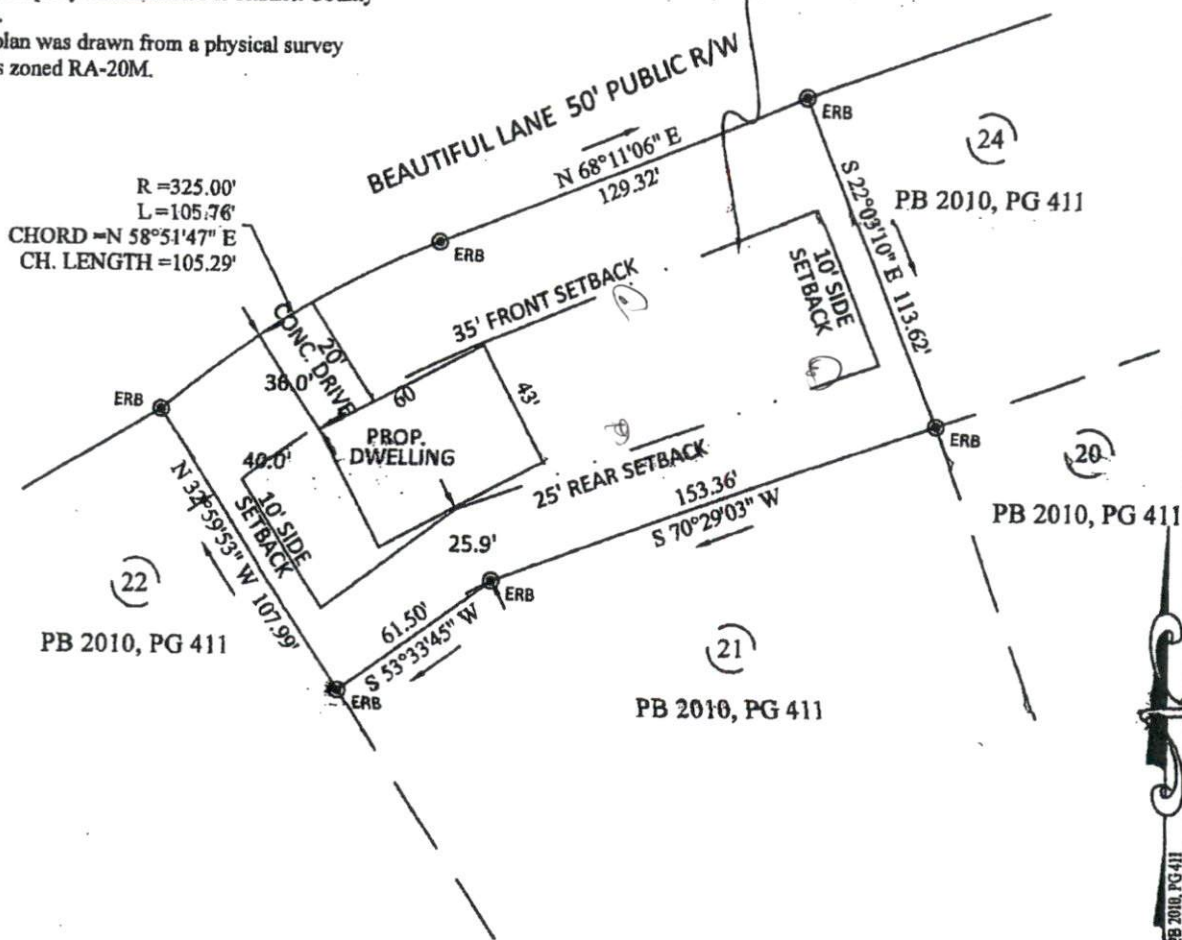 plan was drawn from a physical survey
s zoned RA-20M.
BEAUTIFUL LANE 50' PUBLIC R/W
R =325.00'
L=105.76'
CHORD =N 58°51'47" E
CH. LENGTH =105.29'
N 68°11'06" E
129.32'
ERB
24
PB 2010, PG 411
S 22°03'10" E 113.62'
ERB
35' FRONT SETBACK
10' SIDE
SETBACK
CONC. DRIVE
20'
36.0'
60
43'
ERB
PROP.
DWELLING
40.0'
10' SIDE
SETBACK
N 32°59'53" W 107.99'
25' REAR SETBACK
153.36'
S 70°29'03" W
ERB
20
PB 2010, PG 411
25.9'
ERB
22
PB 2010, PG 411
61.50'
S 53°33'45" W
ERB
21
PB 2010, PG 411
PB 2010, PG 411